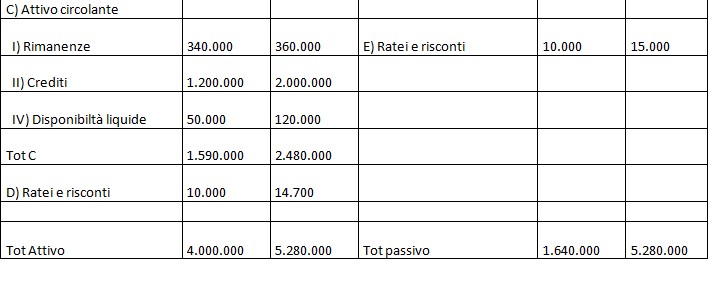 C) Attivo circolante
I) Rimanenze 340.000 360.000 E) Ratei e risconti 10.000 15.000
II) Crediti 1.200.000 2.000.000
IV) Disponibiltà liquide 50.000 120.000
Tot C 1.590.000 2.480.000
D) Ratei e risconti 10.000 14.700
Tot Attivo 4.000.000 5.280.000 Tot passivo 1.640.000 5.280.000